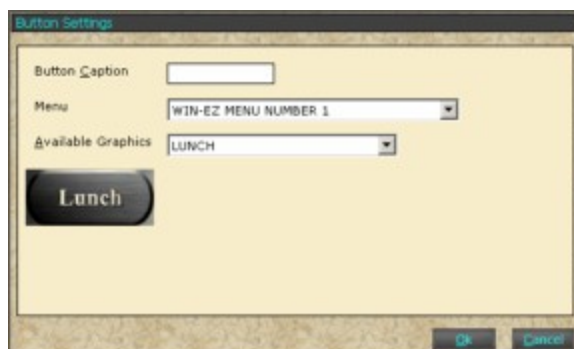 Button Settings
Button Caption
Menu WIN-EZ MENU NUMBER 1
Available Graphics LUNCH
Lunch
Ok Cancel